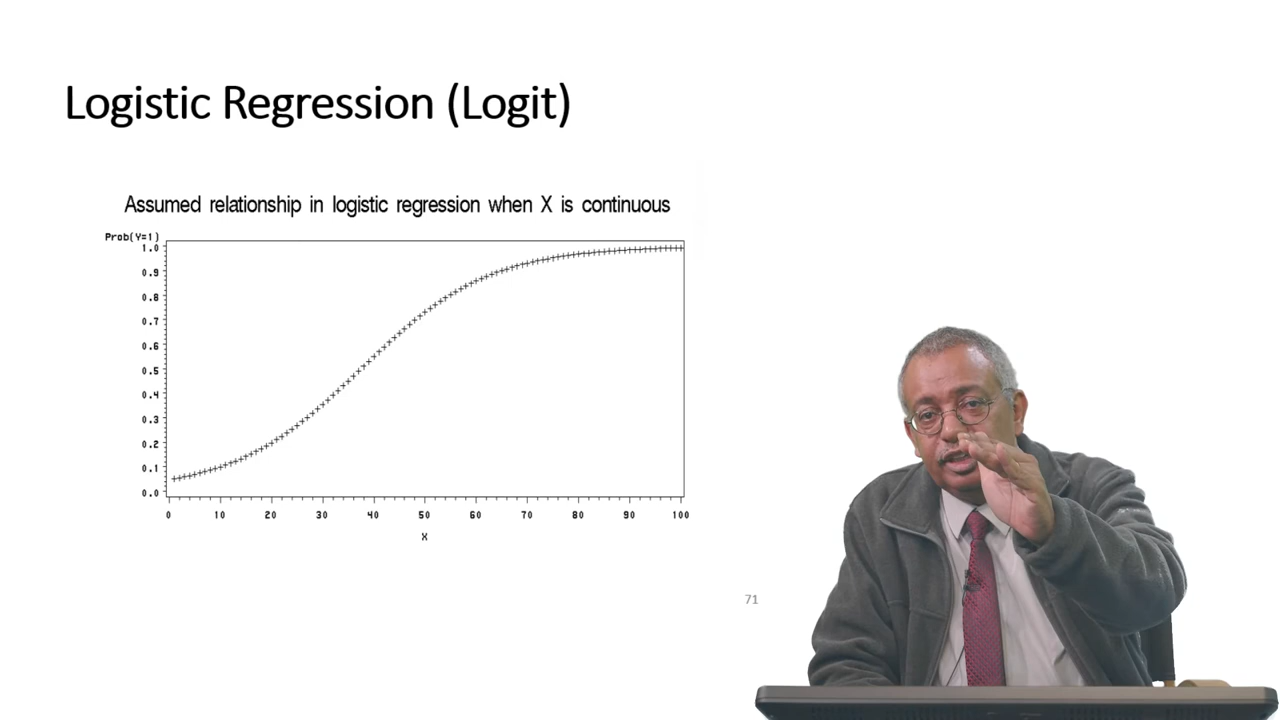 Logistic Regression (Logit)
Assumed relationship in logistic regression when X is continuous
Prob(Y=1)
1.0
0.9
0.8
0.7
0.6
0.5
0.4
0.3
0.2
0.1
0.0
0 10 20 30 40 50 60 70 80 90 100
X
71